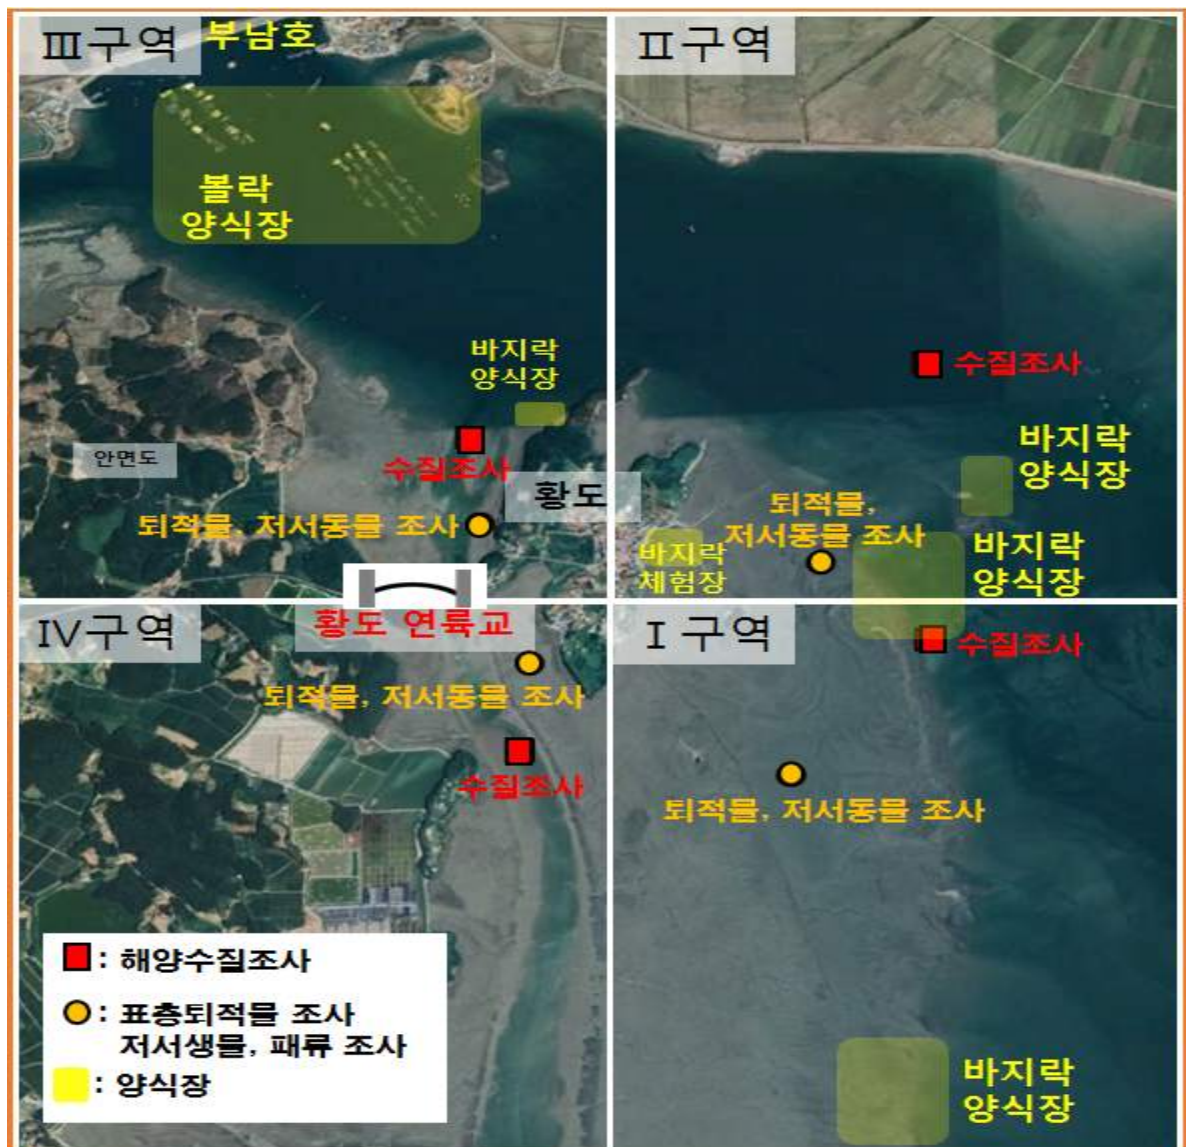 Ⅲ구역
부남호
볼락
양식장
바지락
양식장
안면도
수질조사
황도
퇴적물, 저서동물 조사
Ⅱ구역
수질조사
바지락
양식장
퇴적물,
저서동물 조사
바지락
양식장
바지락
체험장
Ⅳ구역
황도 연륙교
퇴적물, 저서동물 조사
수질조사
: 해양수질조사
: 표층퇴적물 조사
저서생물, 패류 조사
: 양식장
Ⅰ구역
수질조사
퇴적물, 저서동물 조사
바지락
양식장